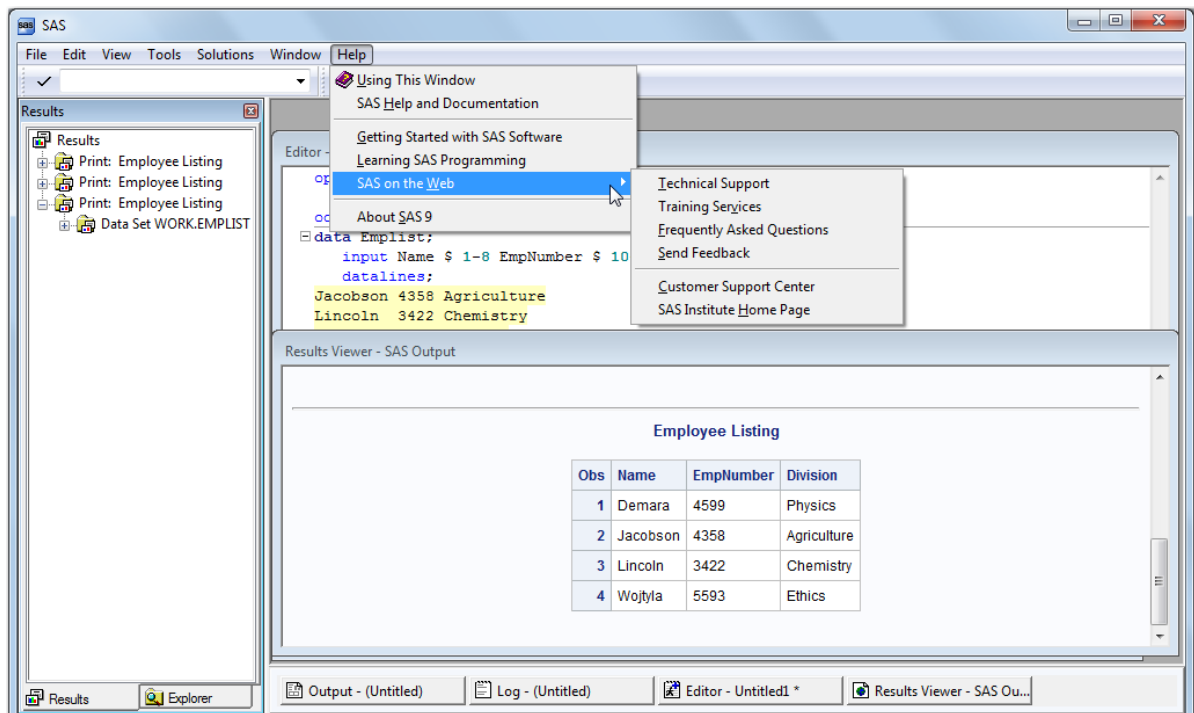 sas SAS
File Edit View Tools Solutions Window Help
Using This Window
SAS Help and Documentation
Getting Started with SAS Software
Learning SAS Programming
SAS on the Web
About SAS 9
Technical Support
Training Services
Frequently Asked Questions
Send Feedback
Customer Support Center
SAS Institute Home Page
Results
Results
Print: Employee Listing
Print: Employee Listing
Print: Employee Listing
Data Set WORK.EMPLIST
Editor -
data Emplist;
input Name $ 1-8 EmpNumber $ 10
datalines;
Jacobson 4358 Agriculture
Lincoln 3422 Chemistry
Results Viewer - SAS Output
Employee Listing
Obs Name EmpNumber Division
1 Demara 4599 Physics
2 Jacobson 4358 Agriculture
3 Lincoln 3422 Chemistry
4 Wojtyla 5593 Ethics
Results Explorer
Output - (Untitled) Log - (Untitled) Editor - Untitled1 * Results Viewer - SAS Ou...